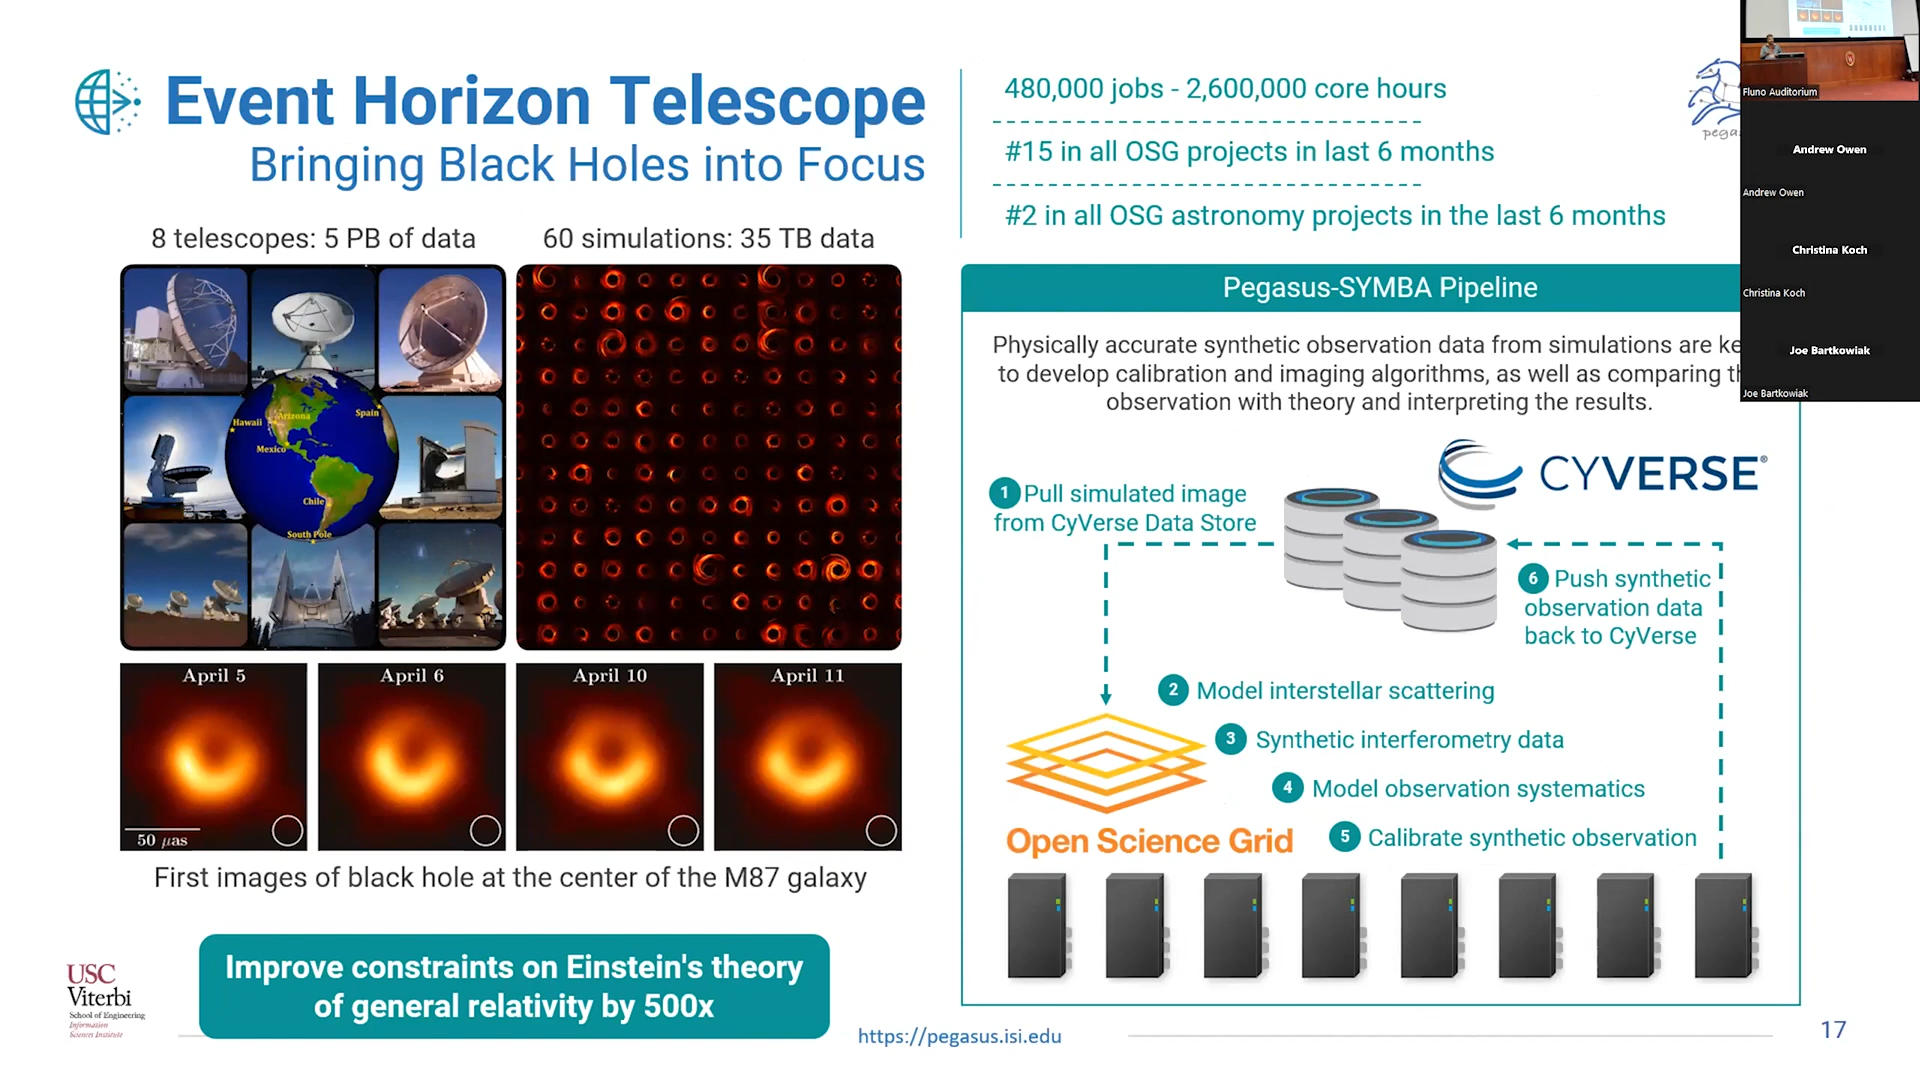 Event Horizon Telescope
Bringing Black Holes into Focus
480,000 jobs - 2,600,000 core hours
#15 in all OSG projects in last 6 months
#2 in all OSG astronomy projects in the last 6 months
8 telescopes: 5 PB of data
60 simulations: 35 TB data
Arizona
Hawaii
Spain
Mexico
Chile
South Pole
April 5
April 6
April 10
April 11
50 μas
First images of black hole at the center of the M87 galaxy
Improve constraints on Einstein's theory
of general relativity by 500x
USC
Viterbi
School of Engineering
Information
Sciences Institute
Pegasus-SYMBA Pipeline
Physically accurate synthetic observation data from simulations are ke
to develop calibration and imaging algorithms, as well as comparing th
observation with theory and interpreting the results.
CYVERSE®
1 Pull simulated image
from CyVerse Data Store
6 Push synthetic
observation data
back to CyVerse
2 Model interstellar scattering
3 Synthetic interferometry data
4 Model observation systematics
5 Calibrate synthetic observation
Open Science Grid
https://pegasus.isi.edu
17
pega
Fluno Auditorium
Andrew Owen
Andrew Owen
Christina Koch
Christina Koch
Joe Bartkowiak
Joe Bartkowiak